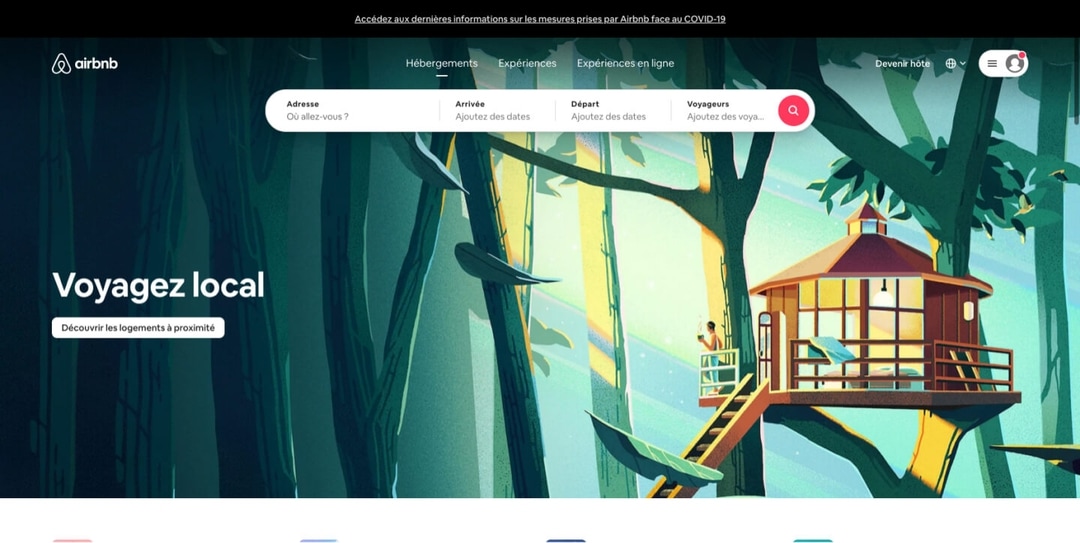 Accédez aux dernières informations sur les mesures prises par Airbnb face au COVID-19
airbnb
Hébergements Expériences Expériences en ligne
Devenir hôte
Adresse
Où allez-vous ?
Arrivée
Ajoutez des dates
Départ
Ajoutez des dates
Voyageurs
Ajoutez des voya...
Voyagez local
Découvrir les logements à proximité